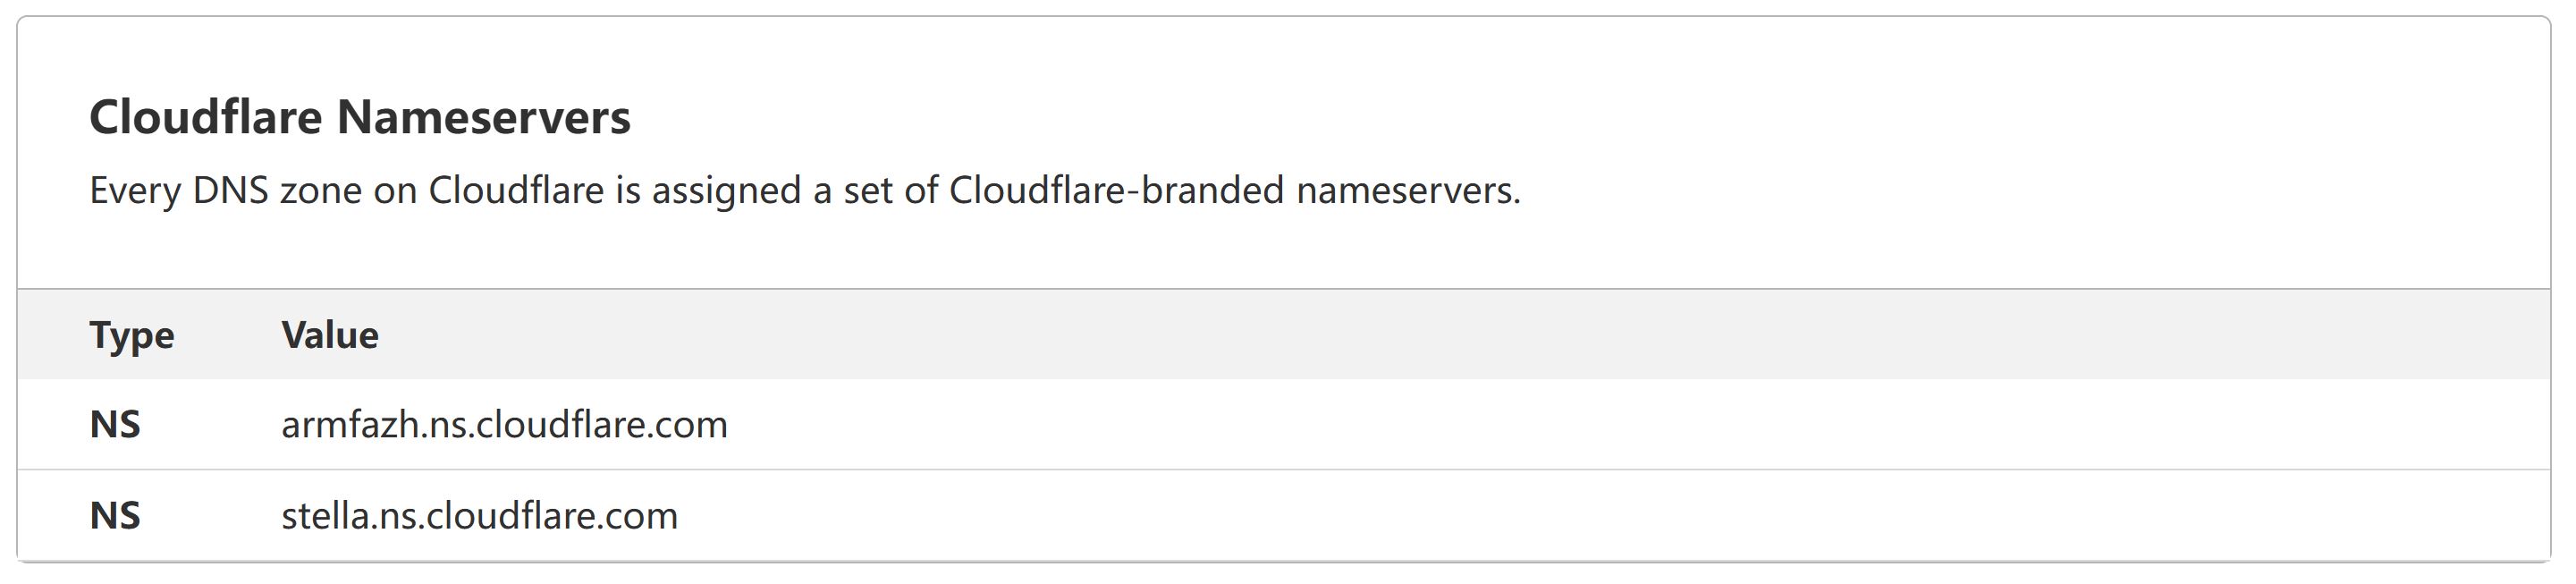 Cloudflare Nameservers
Every DNS zone on Cloudflare is assigned a set of Cloudflare-branded nameservers.
Type Value
NS armfazh.ns.cloudflare.com
NS stella.ns.cloudflare.com